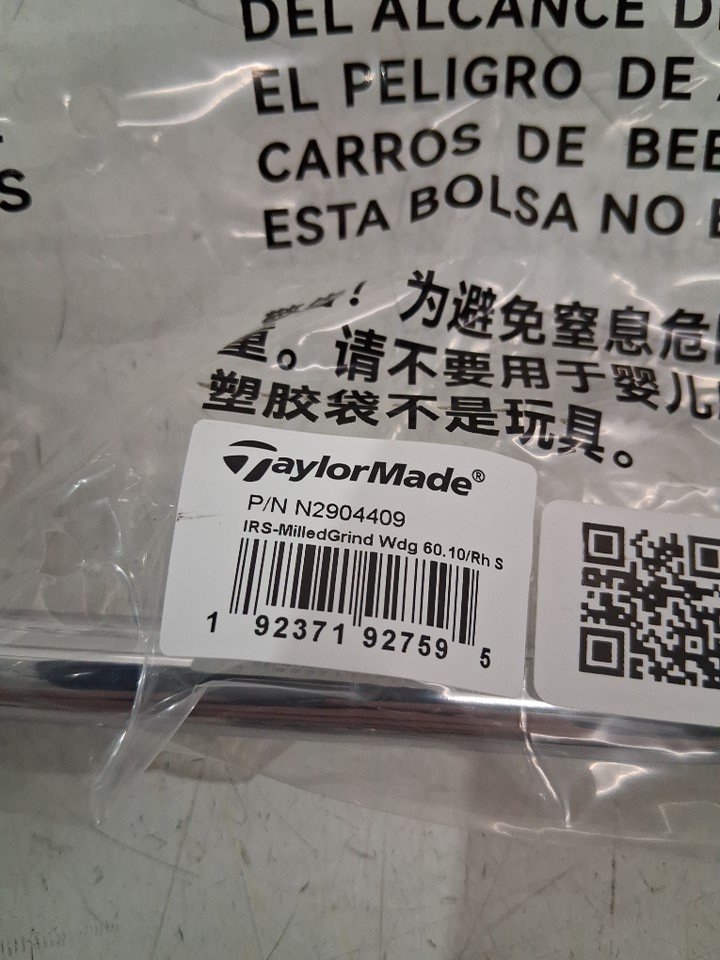 DEL ALCANCE D
EL PELIGRO DE
CARROS DE BEB
S
ESTA BOLSA NO
！为避免窒息危
量。请不要用于婴儿
塑胶袋不是玩具。
TaylorMade®
P/N N2904409
IRS-MilledGrind Wdg 60.10/Rh S
1 92371 92759 5